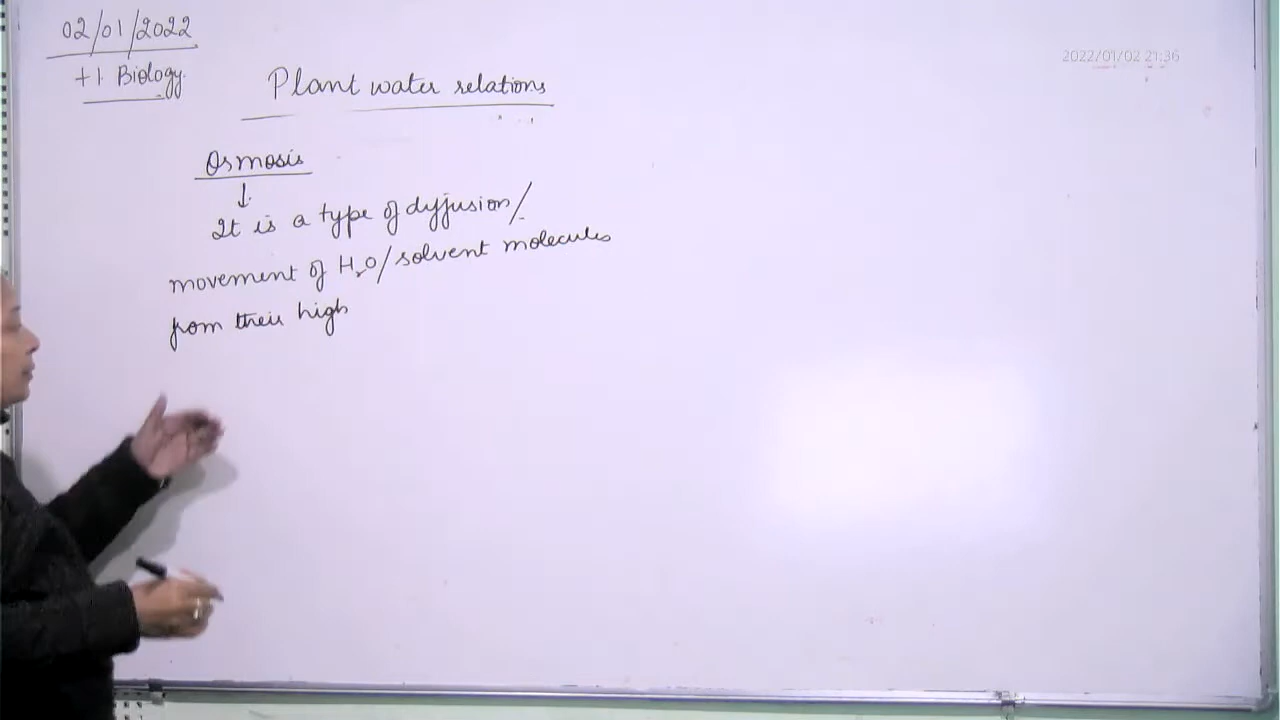 02/01/2022
+1 Biology
2022/01/02 21:36
Plant water relations
Osmosis
↓
It is a type of dyfusion/
movement of H₂O/solvent molecules
from their high